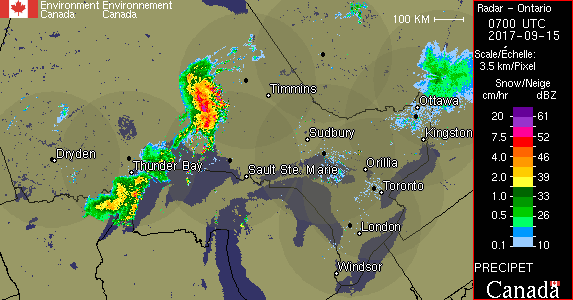 Environment Environnement
Canada Canada
100 KM
Timmins
Ottawa
Sudbury
Kingston
Dryden
Thunder Bay
Sault Ste. Marie
Orillia
Toronto
London
Windsor
Radar - Ontario
0700 UTC
2017-09-15
Scale/Échelle:
3.5 km/Pixel
Snow/Neige
cm/hr dBZ
20 61
7.5 52
4.0 46
2.0 39
1.0 33
0.5 26
0.1 10
PRECIPET
Canada